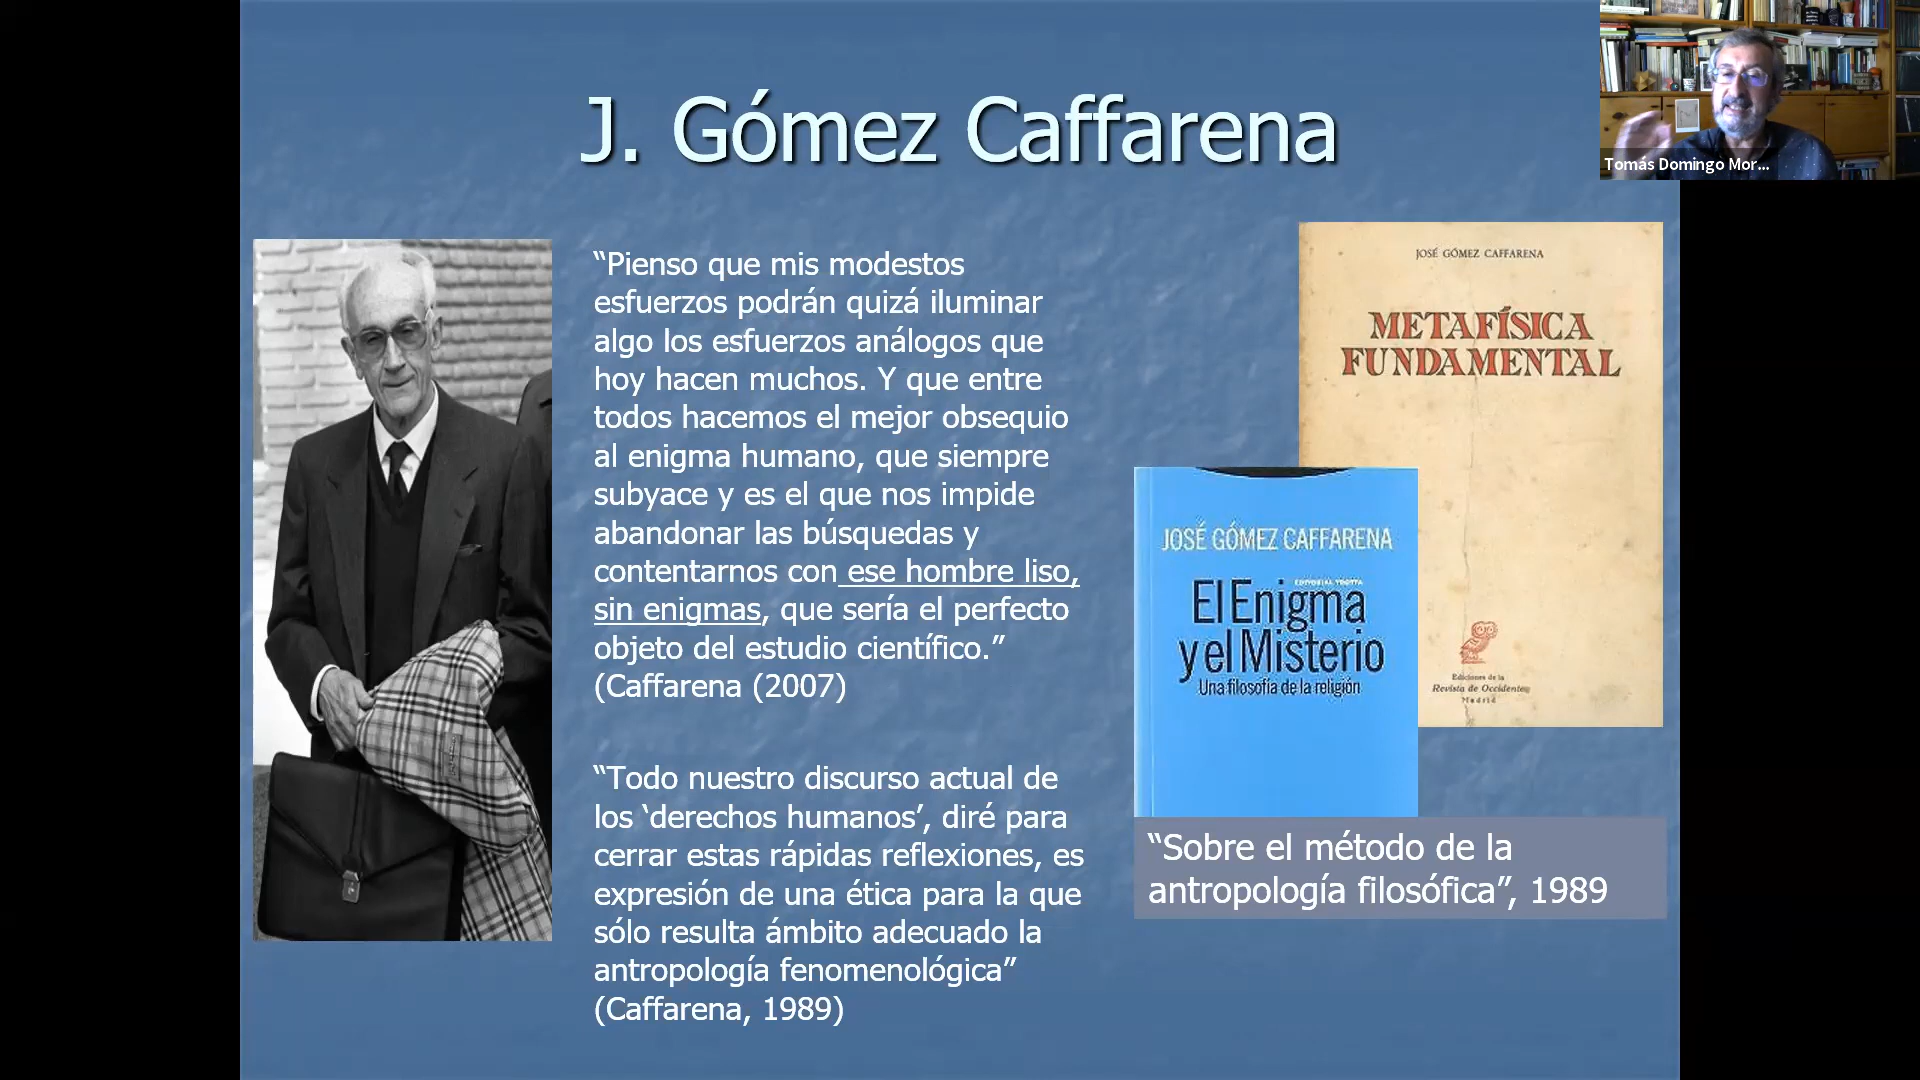 J. Gómez Caffarena
Tomás Domingo Mor...
“Pienso que mis modestos
esfuerzos podrán quizá iluminar
algo los esfuerzos análogos que
hoy hacen muchos. Y que entre
todos hacemos el mejor obsequio
al enigma humano, que siempre
subyace y es el que nos impide
abandonar las búsquedas y
contentarnos con ese hombre liso,
sin enigmas, que sería el perfecto
objeto del estudio científico.”
(Caffarena (2007)
“Todo nuestro discurso actual de
los ‘derechos humanos’, diré para
cerrar estas rápidas reflexiones, es
expresión de una ética para la que
sólo resulta ámbito adecuado la
antropología fenomenológica”
(Caffarena, 1989)
JOSÉ GÓMEZ CAFFARENA
METAFÍSICA
FUNDAMENTAL
Ediciones de la
Revista de Occidente
Madrid
JOSÉ GÓMEZ CAFFARENA
EDITORIAL TROTTA
El Enigma
y el Misterio
Una filosofía de la religión
“Sobre el método de la
antropología filosófica”, 1989